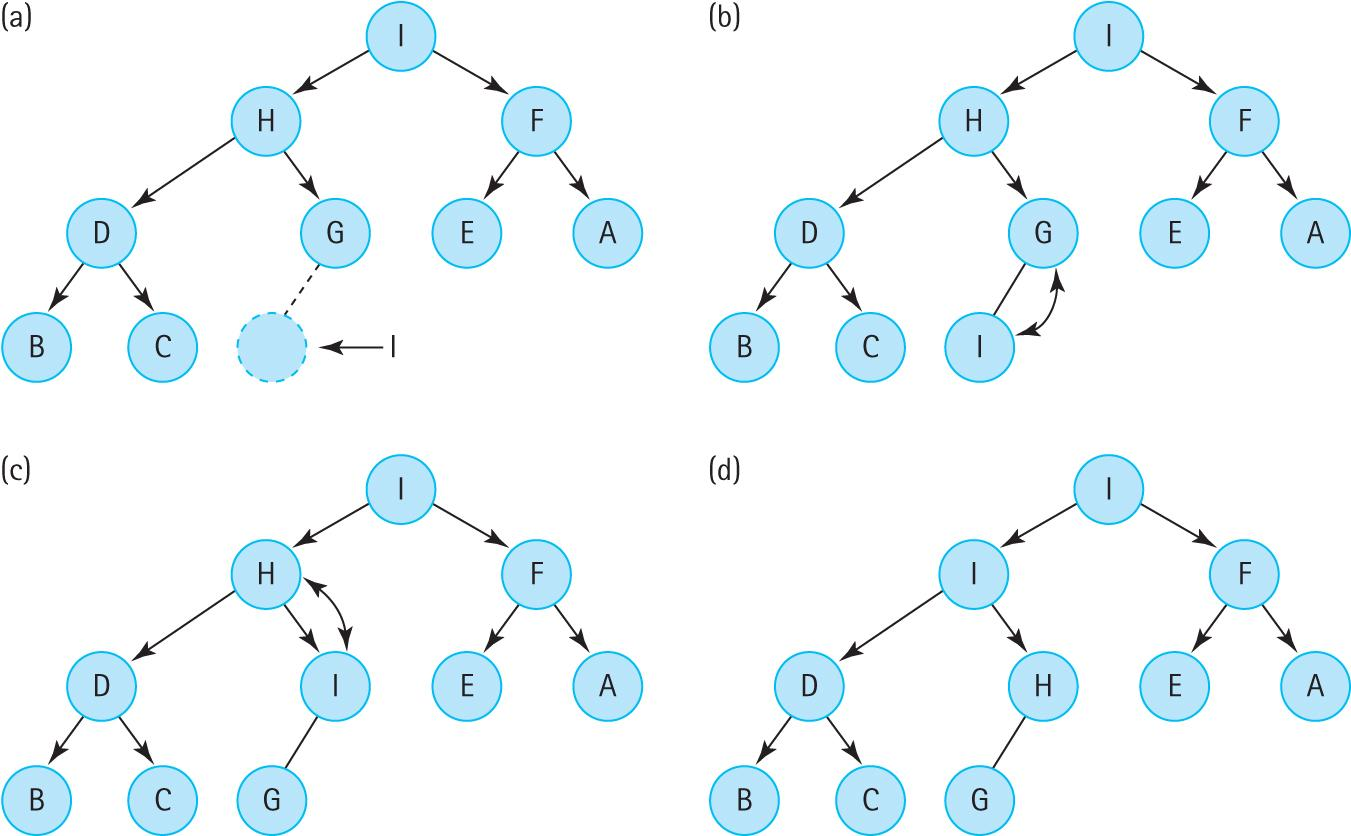 (a)
I
H F
D G E A
B C I
(b)
I
H F
D G E A
B C I
(c)
I
H F
D I E A
B C G
(d)
I
I F
D H E A
B C G